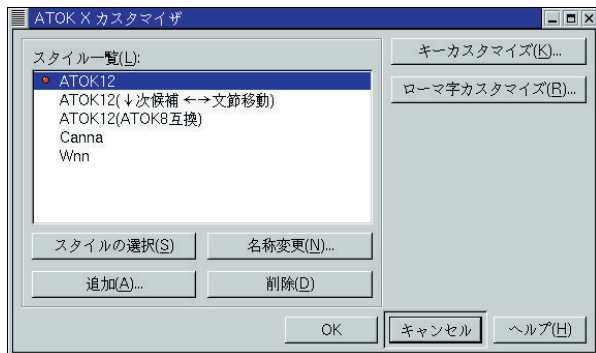 ATOK X カスタマイザ
スタイル一覧(L):
ATOK12
ATOK12(↓次候補 ←→文節移動)
ATOK12(ATOK8互換)
Canna
Wnn
スタイルの選択(S)
名称変更(N)...
追加(A)...
削除(D)
キーカスタマイズ(K)...
ローマ字カスタマイズ(R)...
OK
キャンセル
ヘルプ(H)